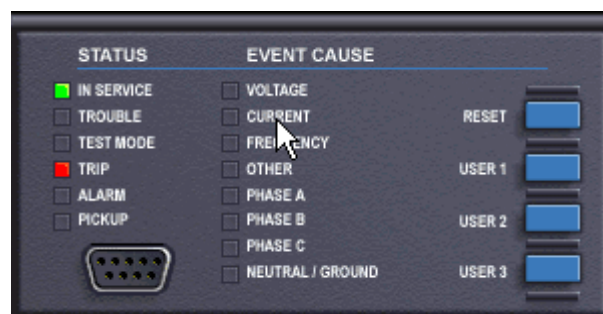 STATUS
IN SERVICE
TROUBLE
TEST MODE
TRIP
ALARM
PICKUP
EVENT CAUSE
VOLTAGE
CURRENT
FREQUENCY
OTHER
PHASE A
PHASE B
PHASE C
NEUTRAL / GROUND
RESET
USER 1
USER 2
USER 3